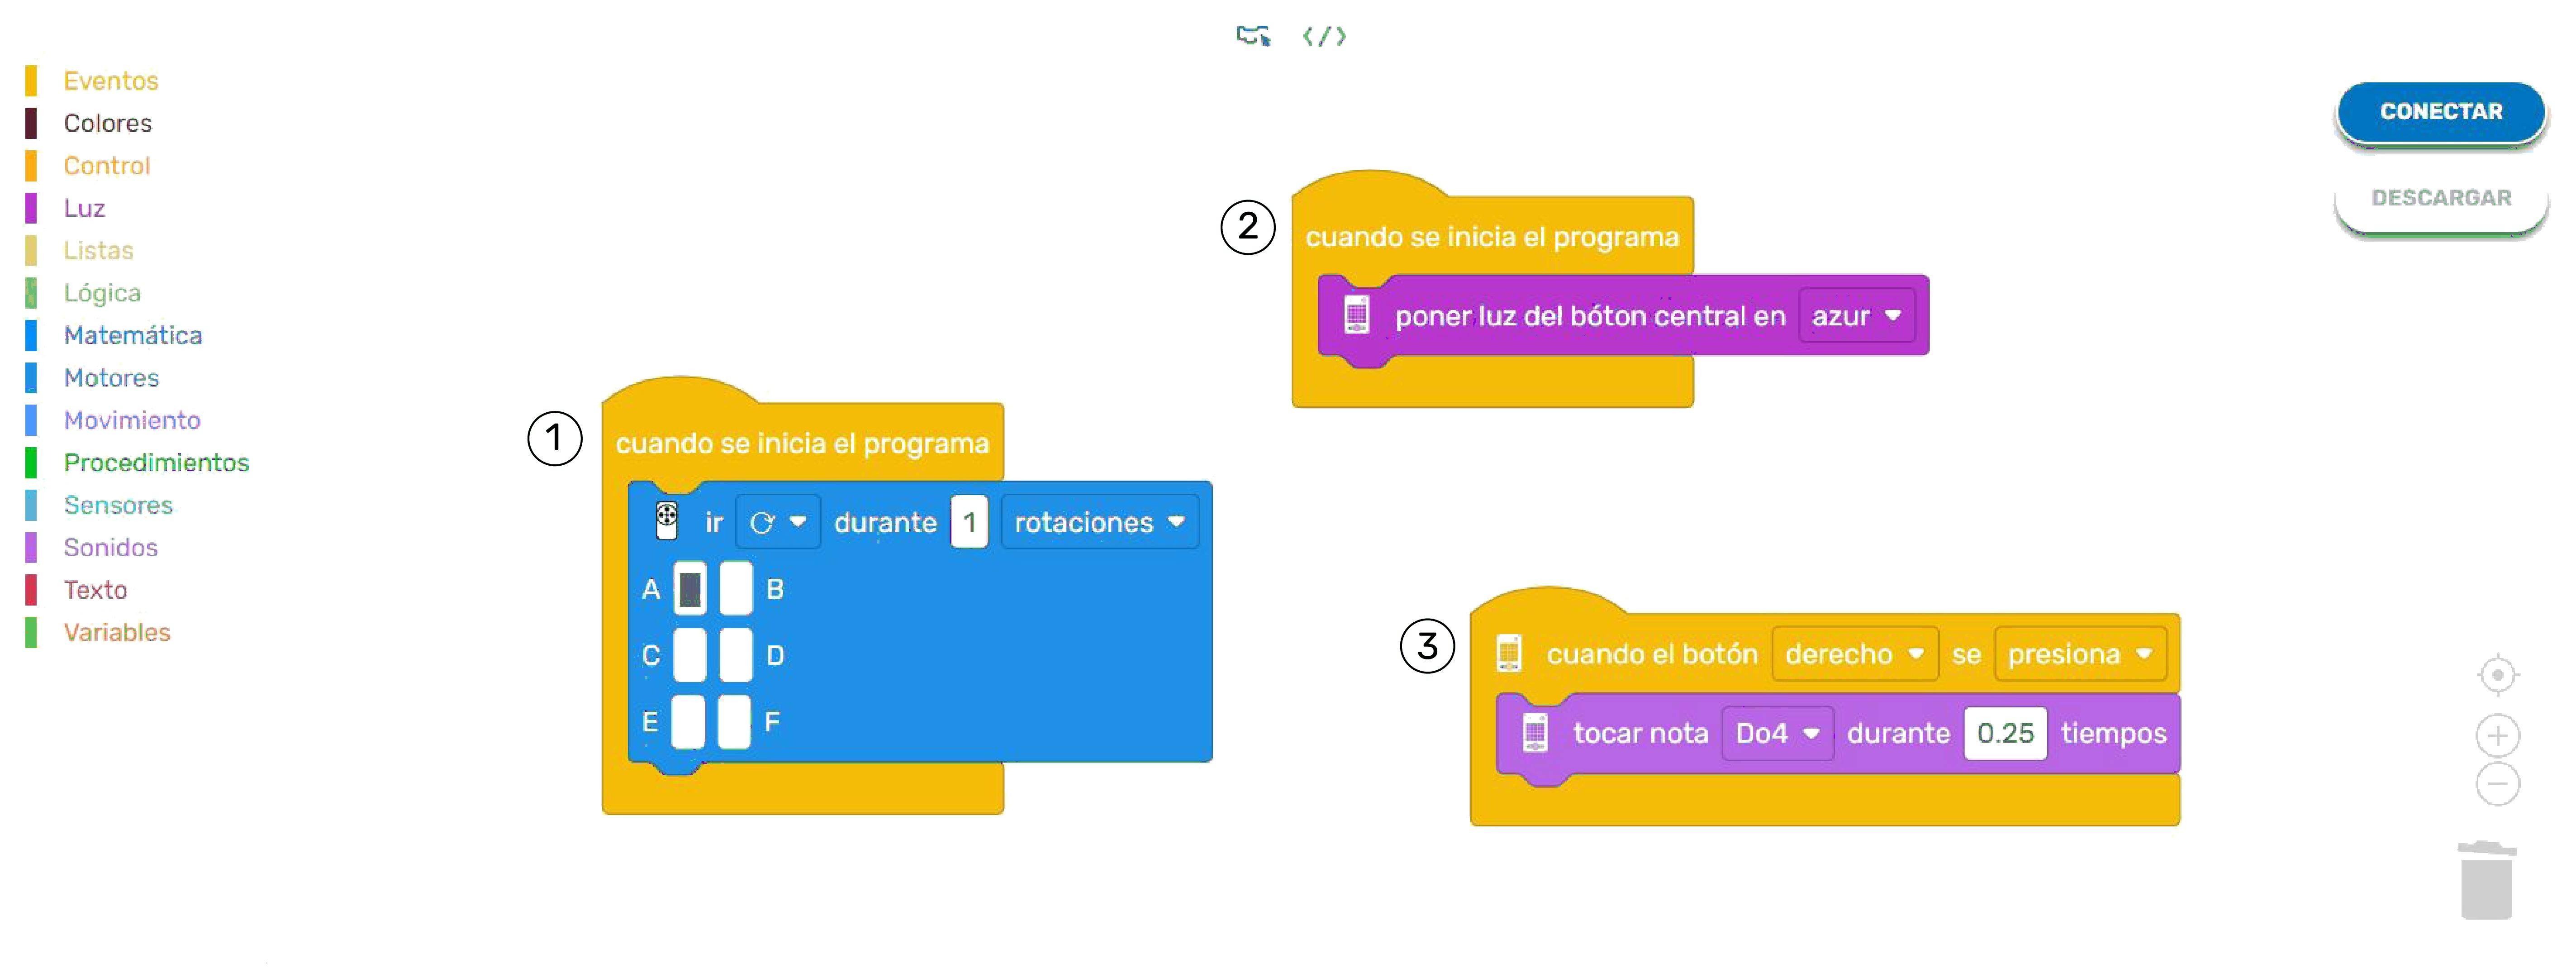 </>
Eventos
Colores
Control
Luz
Listas
Lógica
Matemática
Motores
Movimiento
Procedimientos
Sensores
Sonidos
Texto
Variables
CONECTAR
DESCARGAR
1
cuando se inicia el programa
ir durante 1 rotaciones
A B
C D
E F
2
cuando se inicia el programa
poner luz del bóton central en azur
3
cuando el botón derecho se presiona
tocar nota Do4 durante 0.25 tiempos